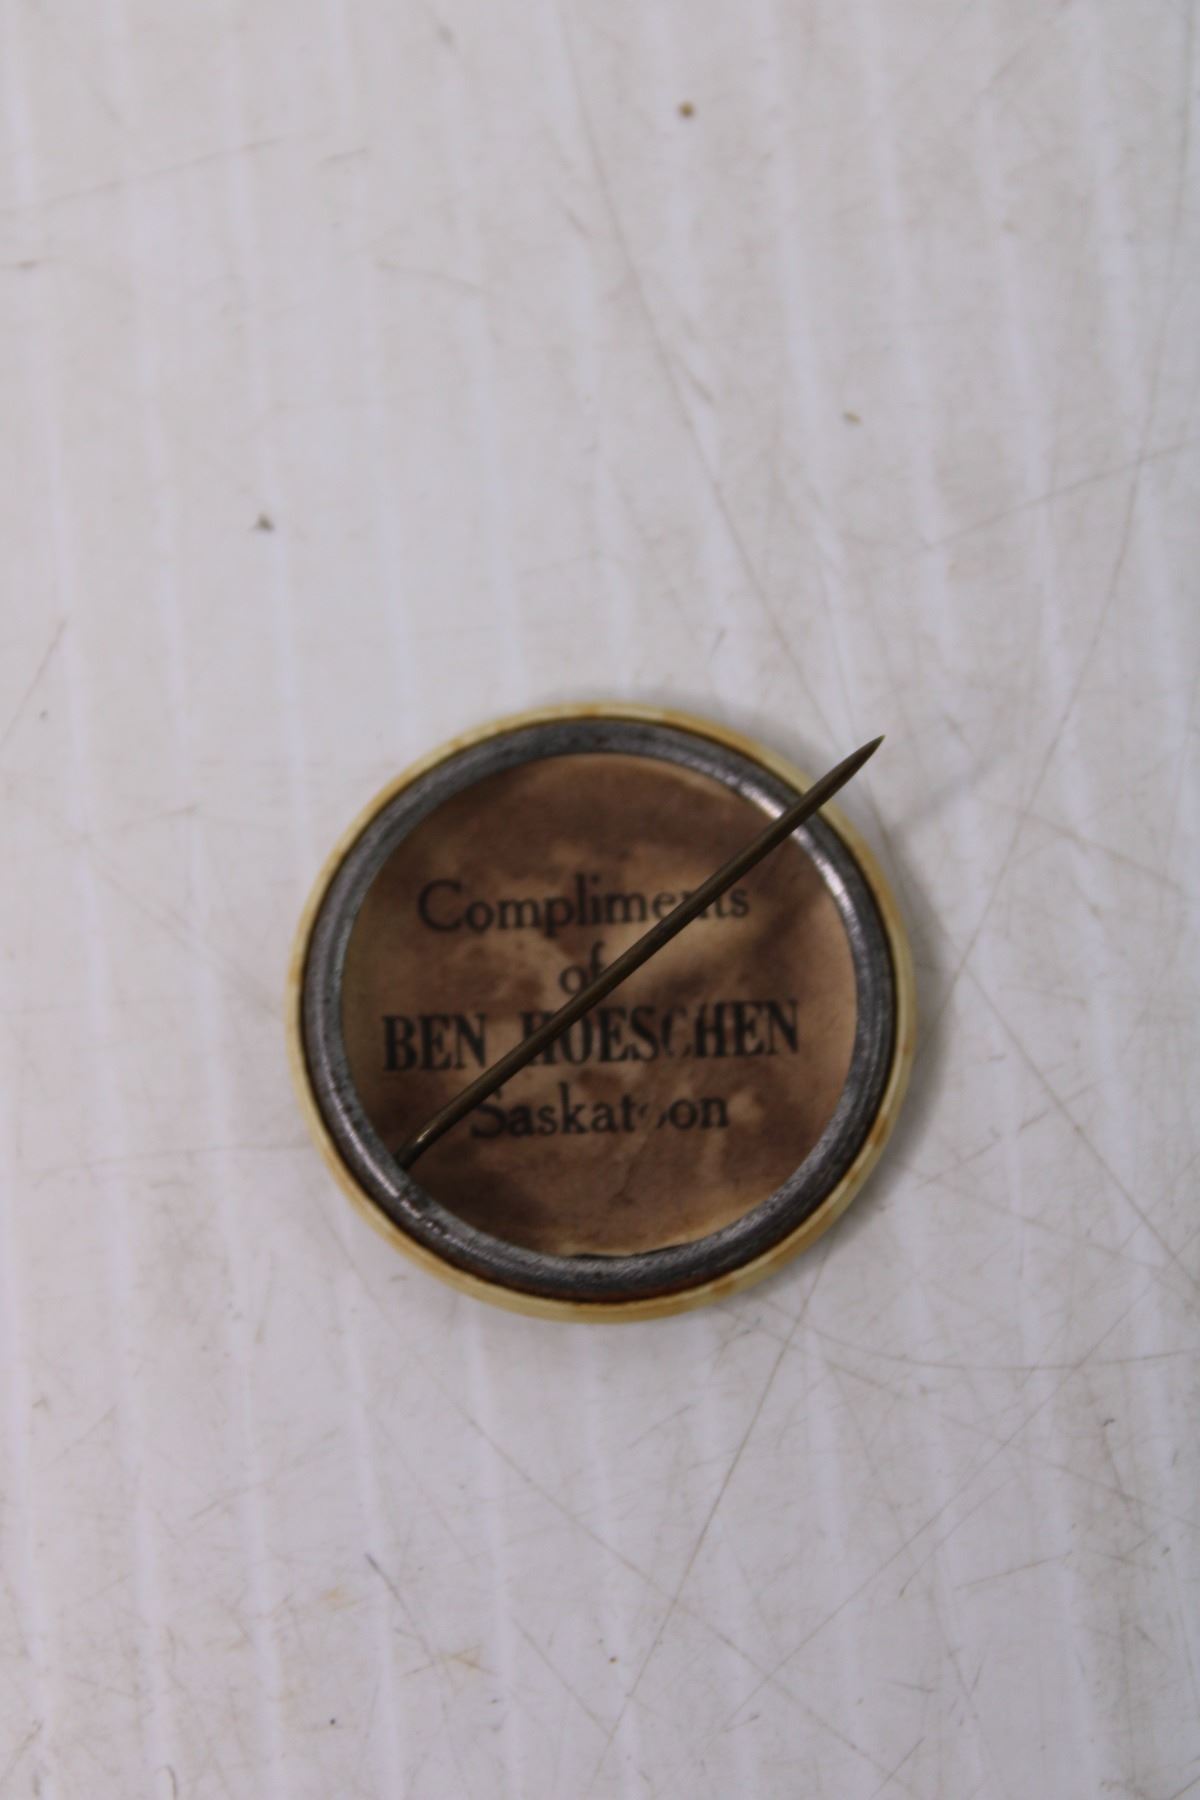 Compliments
of
BEN HOESCHEN
Saskatoon